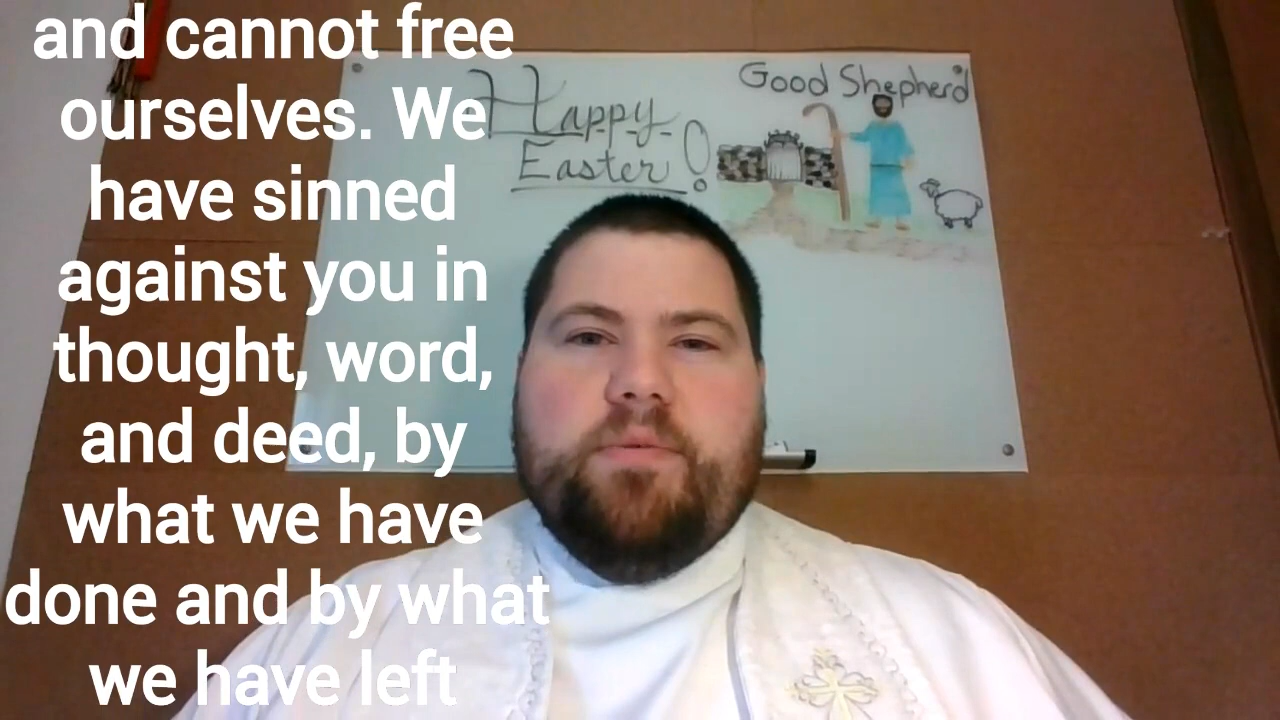 and cannot free
ourselves. We
have sinned
against you in
thought, word,
and deed, by
what we have
done and by what
we have left
Happy
Easter!
Good Shepherd